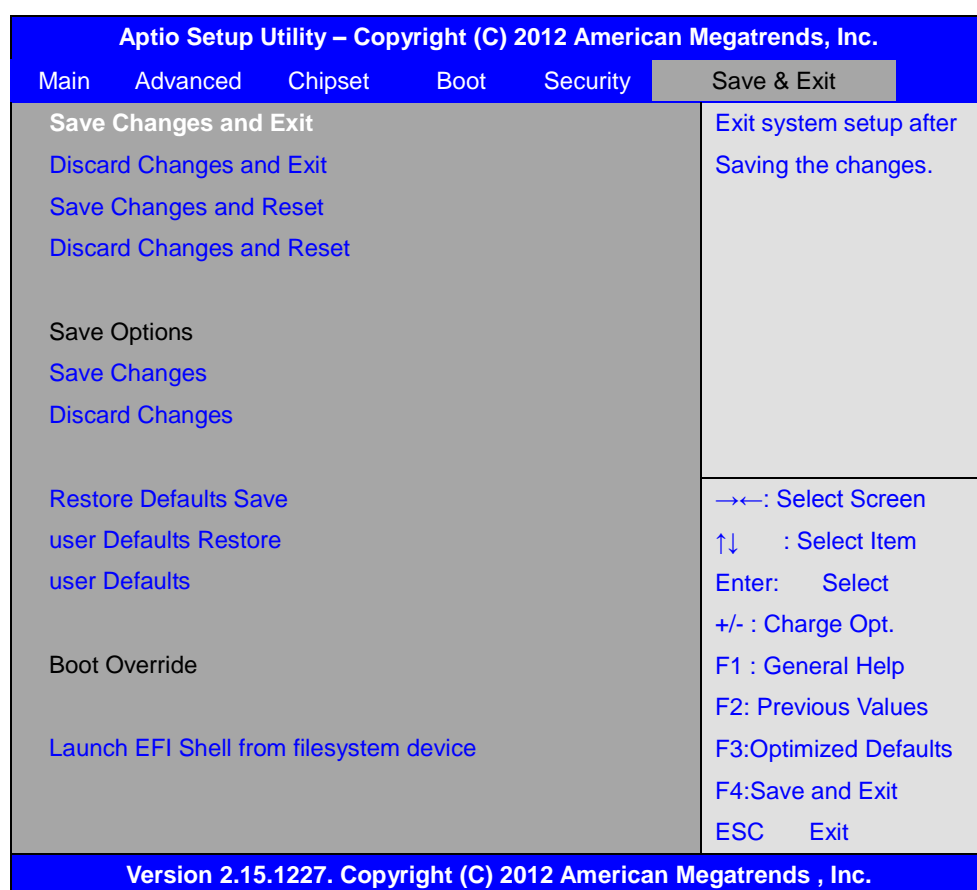 Aptio Setup Utility – Copyright (C) 2012 American Megatrends, Inc.
Main Advanced Chipset Boot Security Save & Exit
Save Changes and Exit
Discard Changes and Exit
Save Changes and Reset
Discard Changes and Reset
Save Options
Save Changes
Discard Changes
Restore Defaults Save
user Defaults Restore
user Defaults
Boot Override
Launch EFI Shell from filesystem device
Exit system setup after
Saving the changes.
→←: Select Screen
↑↓ : Select Item
Enter: Select
+/- : Charge Opt.
F1 : General Help
F2: Previous Values
F3:Optimized Defaults
F4:Save and Exit
ESC Exit
Version 2.15.1227. Copyright (C) 2012 American Megatrends , Inc.